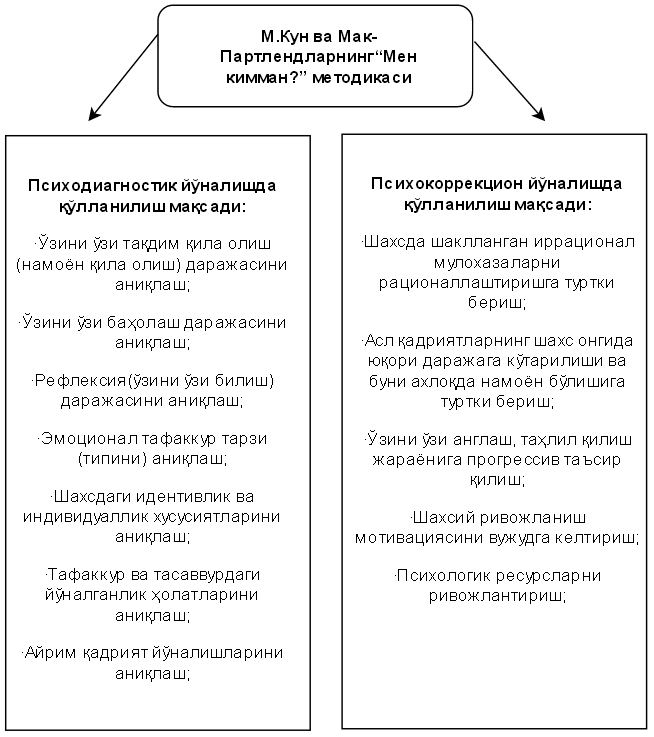 М.Кун ва Мак-
Партлендларнинг“Мен
кимман?” методикаси
Психодиагностик йўналишда
қўлланилиш мақсади:
·Ўзини ўзи тақдим қила олиш
(намоён қила олиш) даражасини
аниқлаш;
·Ўзини ўзи баҳолаш даражасини
аниқлаш;
·Рефлексия(ўзини ўзи билиш)
даражасини аниқлаш;
·Эмоционал тафаккур тарзи
(типини) аниқлаш;
·Шахсдаги идентивлик ва
индивидуаллик хусусиятларини
аниқлаш;
·Тафаккур ва тасаввурдаги
йўналганлик ҳолатларини
аниқлаш;
·Айрим қадрият йўналишларини
аниқлаш;
Психокоррекцион йўналишда
қўлланилиш мақсади:
·Шахсда шаклланган иррационал
мулохазаларни
рационаллаштиришга туртки
бериш;
·Асл қадриятларнинг шахс онгида
юқори даражага кўтарилиши ва
буни ахлоқда намоён бўлишига
туртки бериш;
·Ўзини ўзи англаш, таҳлил қилиш
жараёнига прогрессив таъсир
қилиш;
·Шахсий ривожланиш
мотивациясини вужудга келтириш;
·Психологик ресурсларни
ривожлантириш;